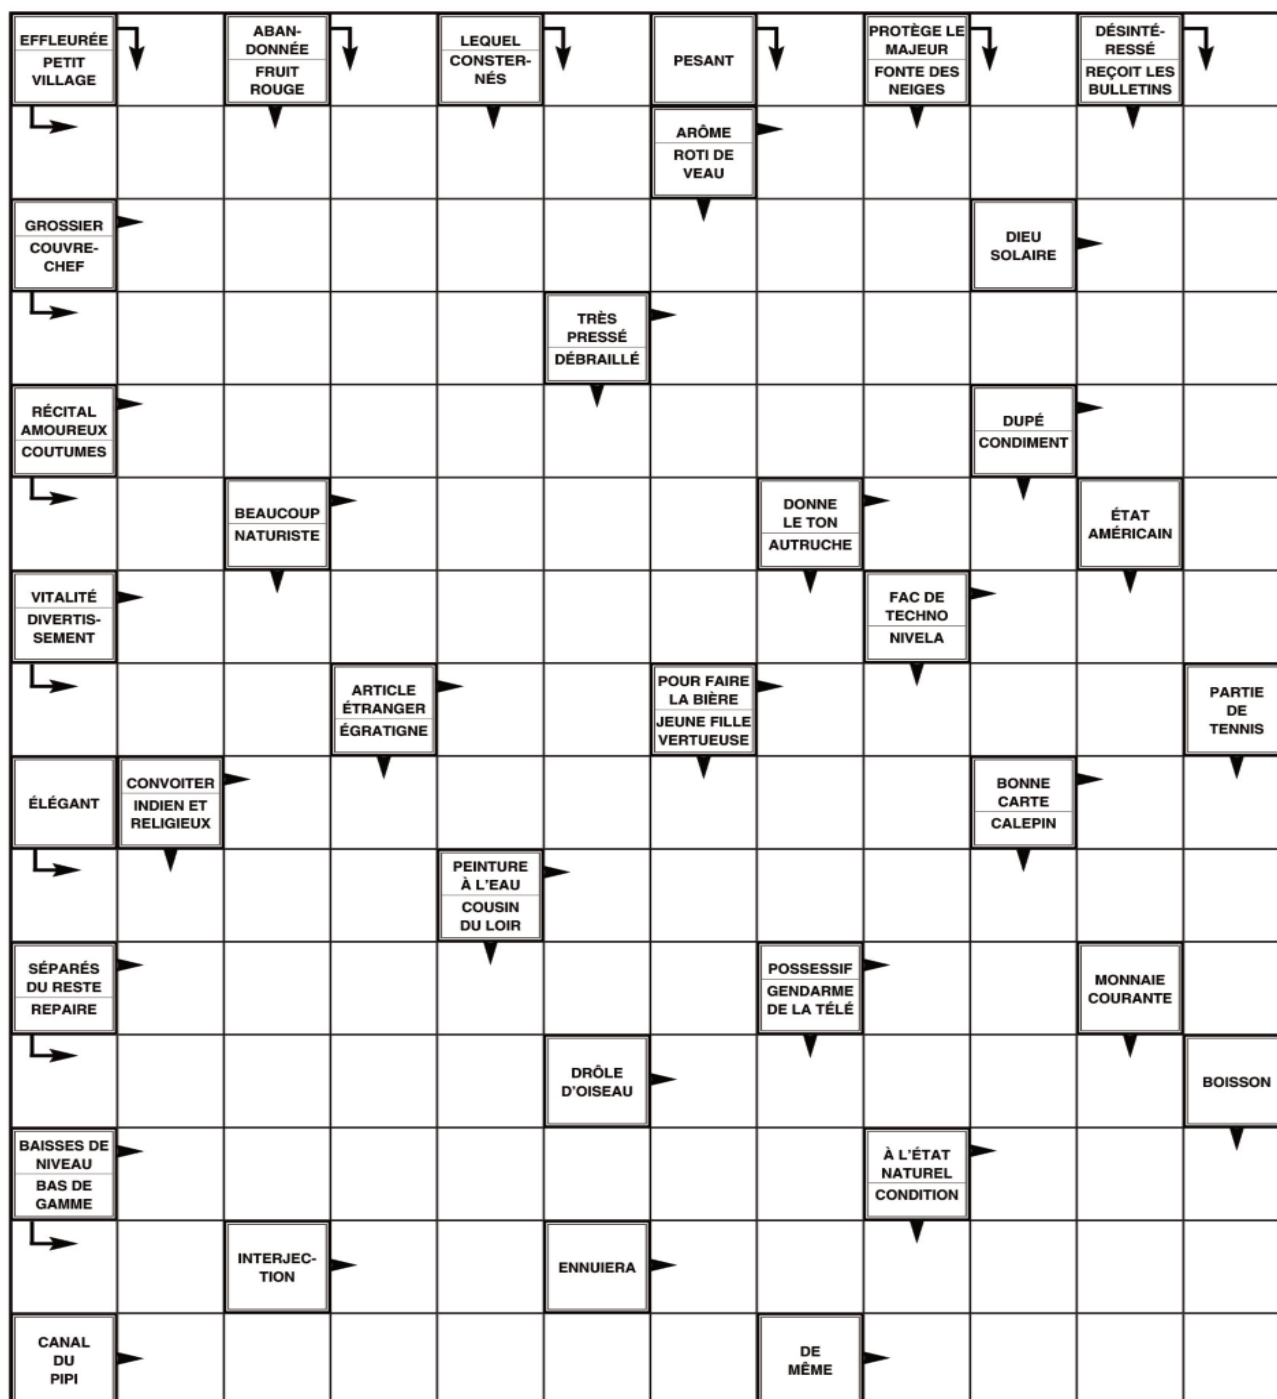 EFFLEURÉE
PETIT
VILLAGE
ABAN-
DONNÉE
FRUIT
ROUGE
LEQUEL
CONSTER-
NÉS
PESANT
PROTÈGE LE
MAJEUR
FONTE DES
NEIGES
DÉSINTÉ-
RESSÉ
REÇOIT LES
BULLETINS
ARÔME
ROTI DE
VEAU
GROSSIER
COUVRE-
CHEF
DIEU
SOLAIRE
TRÈS
PRESSÉ
DÉBRAILLÉ
RÉCITAL
AMOUREUX
COUTUMES
DUPÉ
CONDIMENT
BEAUCOUP
NATURISTE
DONNE
LE TON
AUTRUCHE
ÉTAT
AMÉRICAIN
VITALITÉ
DIVERTIS-
SEMENT
FAC DE
TECHNO
NIVELA
ARTICLE
ÉTRANGER
ÉGRATIGNE
POUR FAIRE
LA BIÈRE
JEUNE FILLE
VERTUEUSE
PARTIE
DE
TENNIS
ÉLÉGANT
CONVOITER
INDIEN ET
RELIGIEUX
BONNE
CARTE
CALEPIN
PEINTURE
À L'EAU
COUSIN
DU LOIR
SÉPARÉS
DU RESTE
REPAIRE
POSSESSIF
GENDARME
DE LA TÉLÉ
MONNAIE
COURANTE
DRÔLE
D'OISEAU
BOISSON
BAISSES DE
NIVEAU
BAS DE
GAMME
À L'ÉTAT
NATUREL
CONDITION
INTERJEC-
TION
ENNUIERA
CANAL
DU
PIPI
DE
MÊME